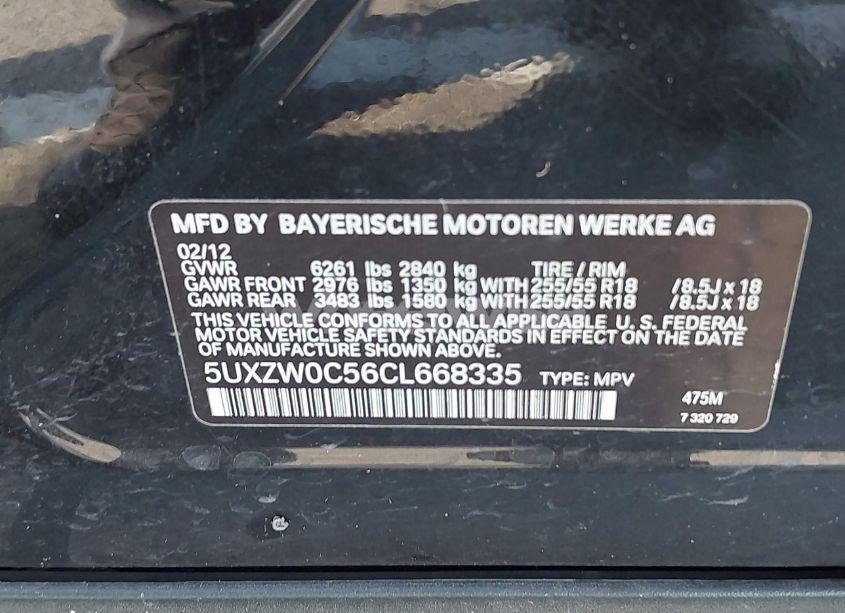 MFD BY BAYERISCHE MOTOREN WERKE AG
02/12
GVWR 6261 lbs 2840 kg TIRE/RIM
GAWR FRONT 2976 lbs 1350 kg WITH 255/55 R18 /8.5J x 18
GAWR REAR 3483 lbs 1580 kg WITH 255/55 R18 /8.5J x 18
THIS VEHICLE CONFORMS TO ALL APPLICABLE U. S. FEDERAL
MOTOR VEHICLE SAFETY STANDARDS IN EFFECT ON THE DATE
OF MANUFACTURE SHOWN ABOVE.
5UXZW0C56CL668335 TYPE: MPV
475M
7 320 729